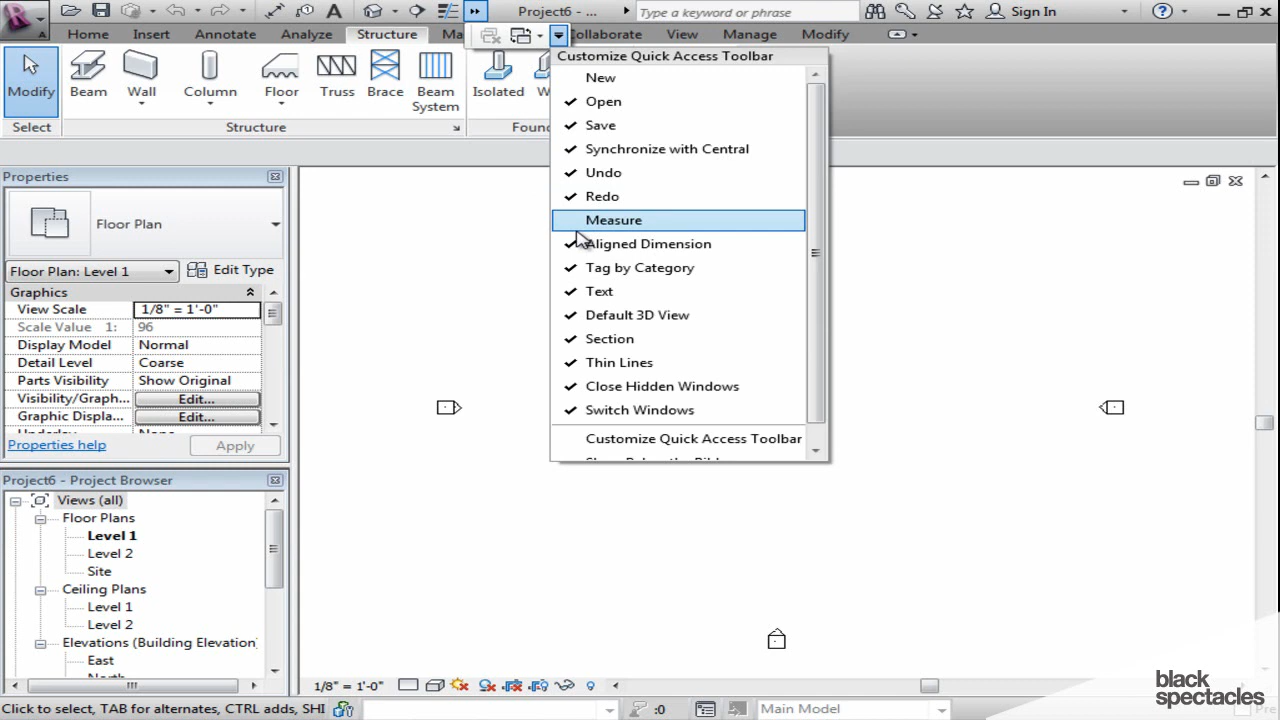 Project6 - ...
Type a keyword or phrase
Sign In
Home
Insert
Annotate
Analyze
Structure
Ma
Collaborate
View
Manage
Modify
Modify
Beam
Wall
Column
Floor
Truss
Brace
Beam
System
Isolated
W
Select
Structure
Foun
Customize Quick Access Toolbar
New
Open
Save
Synchronize with Central
Undo
Redo
Measure
Aligned Dimension
Tag by Category
Text
Default 3D View
Section
Thin Lines
Close Hidden Windows
Switch Windows
Customize Quick Access Toolbar
Properties
Floor Plan
Floor Plan: Level 1
Edit Type
Graphics
View Scale 1/8" = 1'-0"
Scale Value 1: 96
Display Model Normal
Detail Level Coarse
Parts Visibility Show Original
Visibility/Graph... Edit...
Graphic Displa... Edit...
Properties help
Apply
Project6 - Project Browser
Views (all)
Floor Plans
Level 1
Level 2
Site
Ceiling Plans
Level 1
Level 2
Elevations (Building Elevation)
East
1/8" = 1'-0"
Click to select, TAB for alternates, CTRL adds, SHI
:0
Main Model
black
spectacles